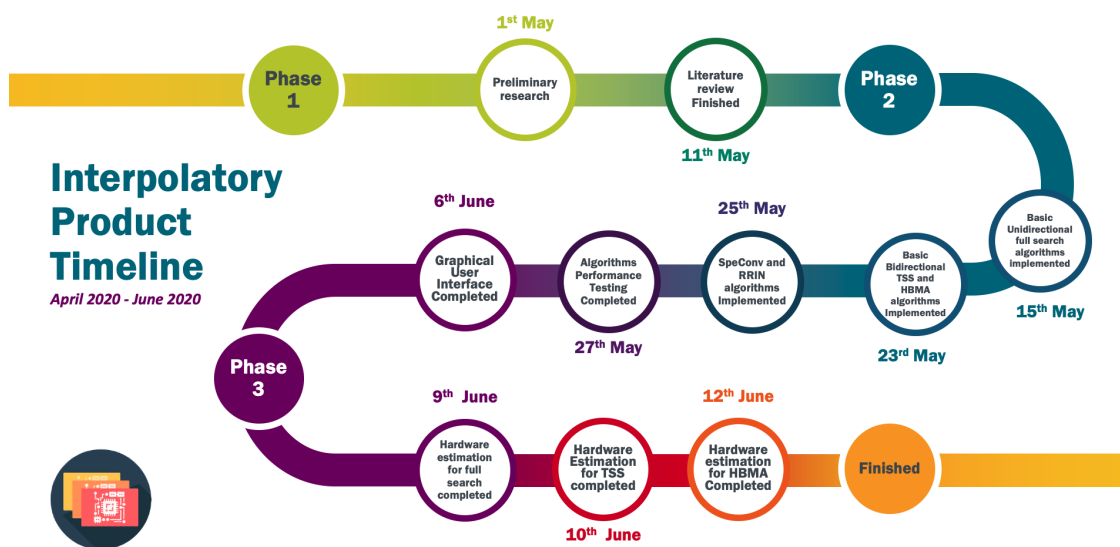 1st May
Phase
1
Preliminary
research
Literature
review
Finished
11th May
Phase
2
Interpolatory
Product
Timeline
April 2020 - June 2020
Basic
Unidirectional
full search
algorithms
implemented
15th May
Basic
Bidirectional
TSS and
HBMA
algorithms
Implemented
23rd May
25th May
SpeConv and
RRIN
algorithms
Implemented
Algorithms
Performance
Testing
Completed
27th May
6th June
Graphical
User
Interface
Completed
Phase
3
9th June
Hardware
estimation
for full
search
completed
Hardware
Estimation
for TSS
completed
10th June
12th June
Hardware
estimation
for HBMA
Completed
Finished